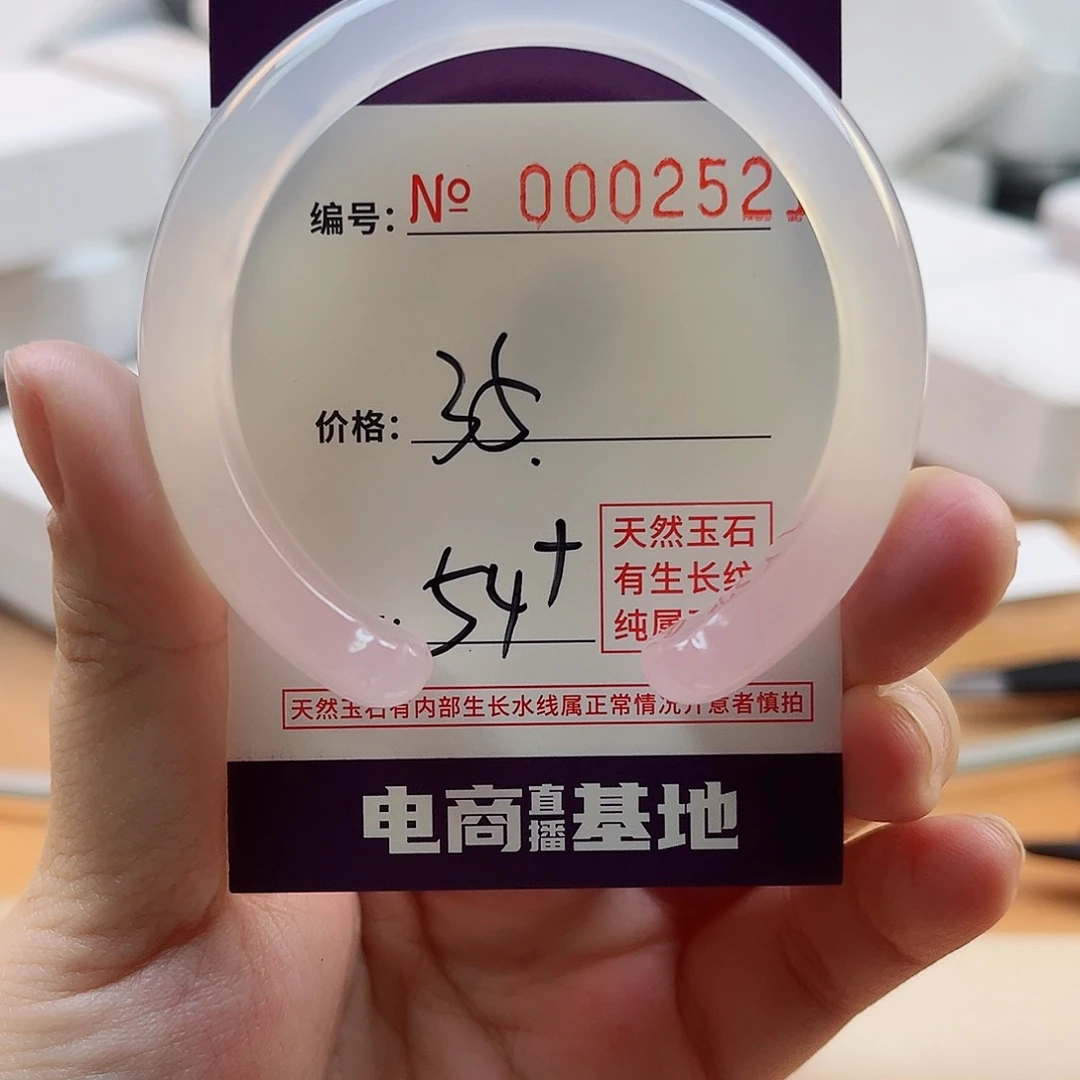 编号： № 000252
价格： 35.
54+
天然玉石
有生长纹
纯属
天然玉石有内部生长水线属正常情况介意者慎拍
电商直播基地